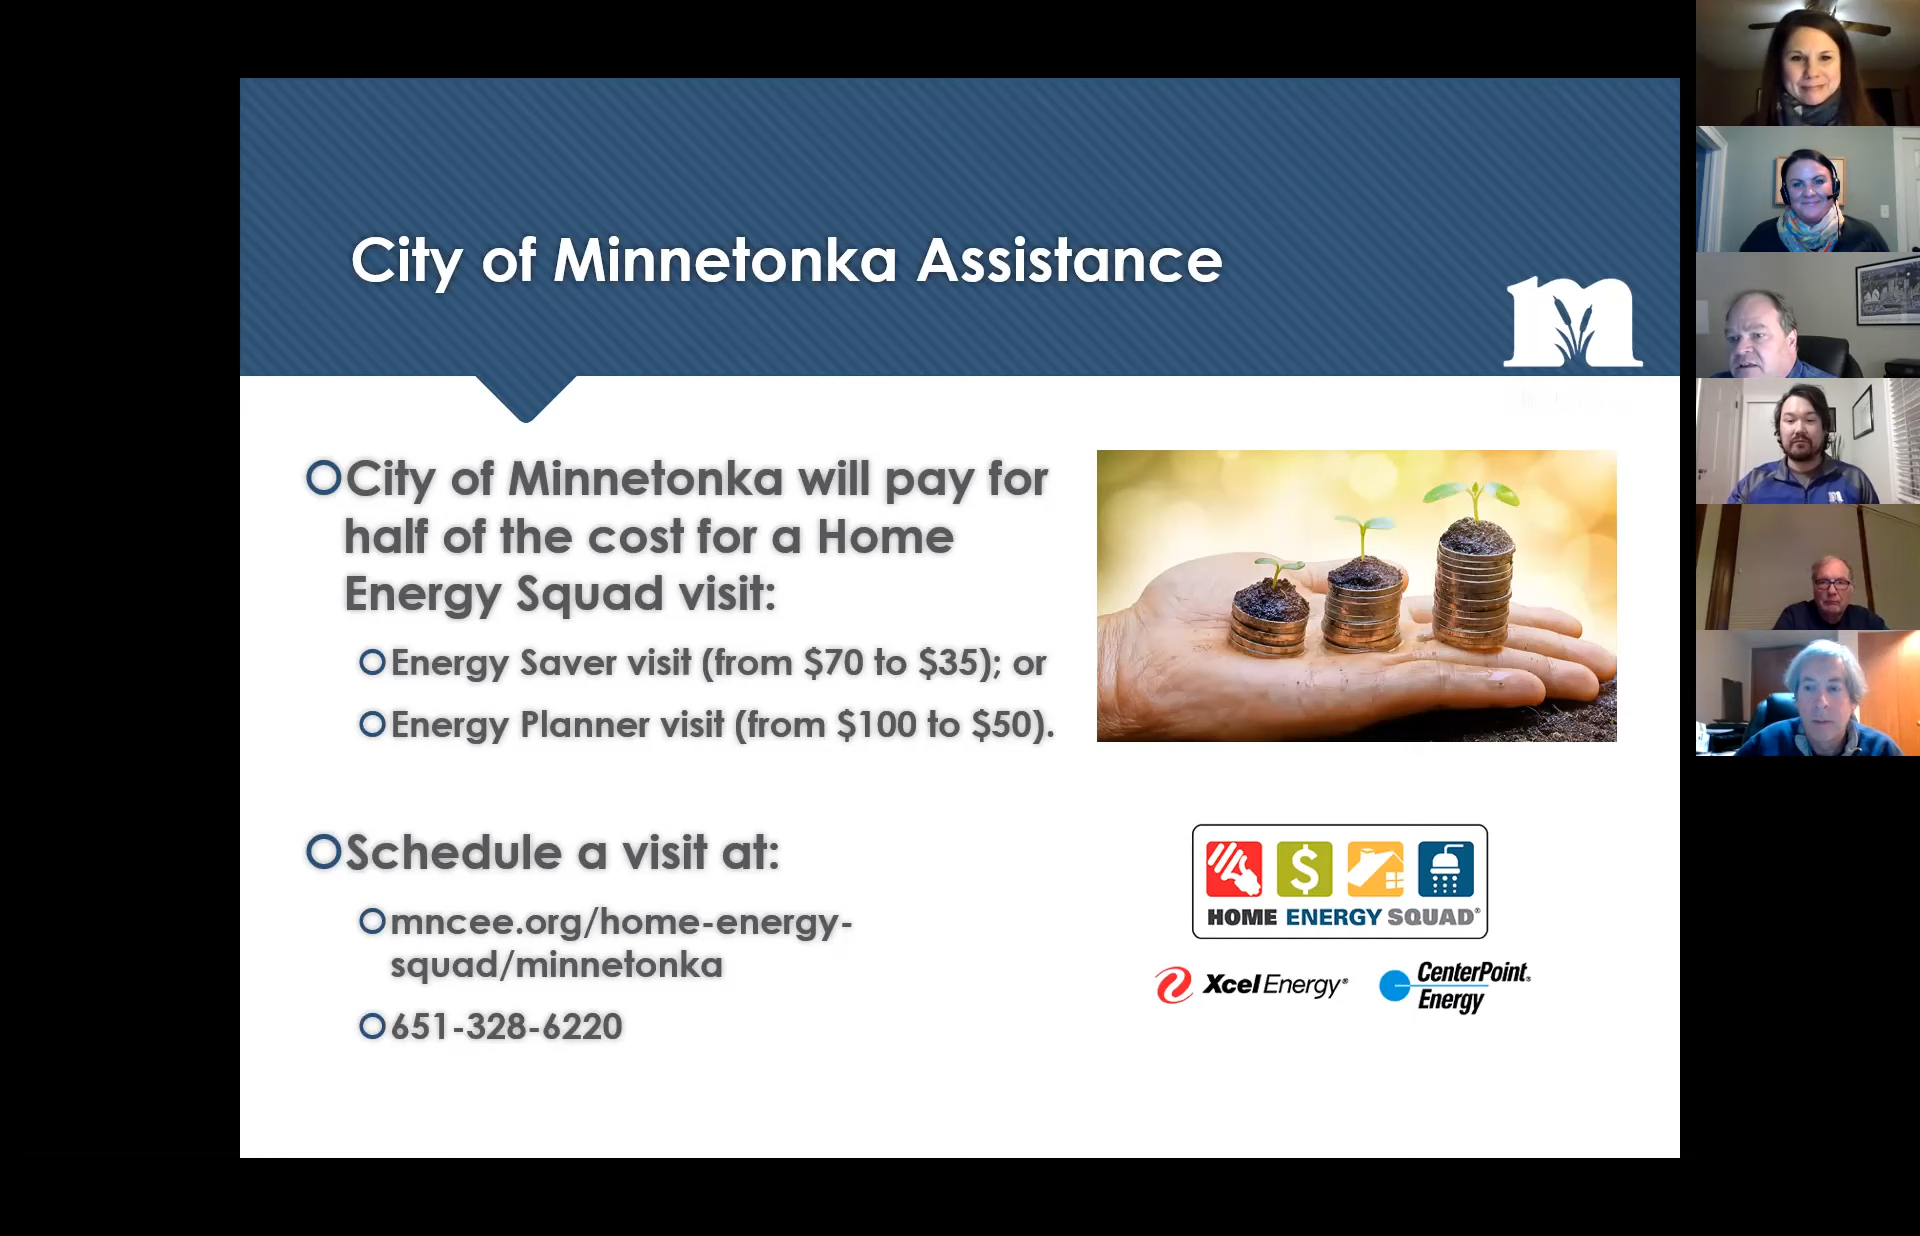 City of Minnetonka Assistance
m
City of Minnetonka will pay for
half of the cost for a Home
Energy Squad visit:
Energy Saver visit (from $70 to $35); or
Energy Planner visit (from $100 to $50).
Schedule a visit at:
mncee.org/home-energy-
squad/minnetonka
651-328-6220
$
HOME ENERGY SQUAD®
Xcel Energy®
CenterPoint®
Energy